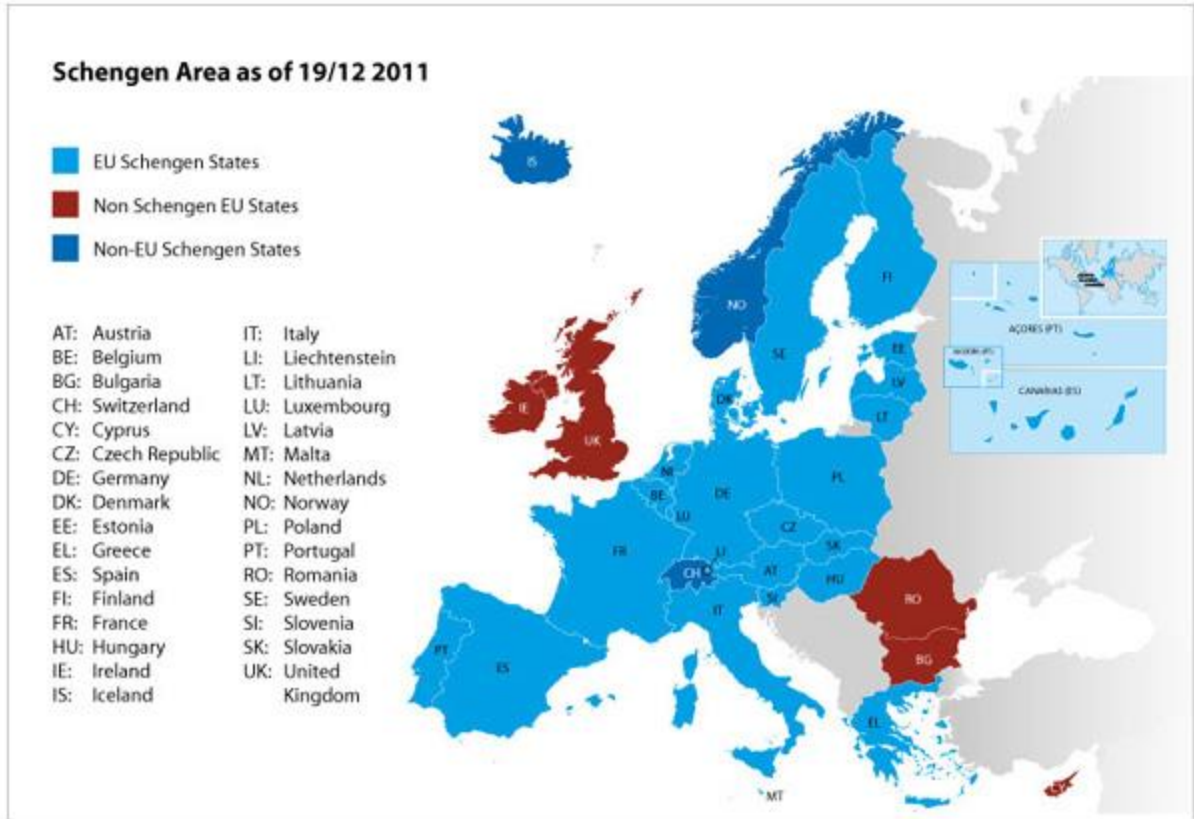 Schengen Area as of 19/12 2011
EU Schengen States
Non Schengen EU States
Non-EU Schengen States
AT: Austria
BE: Belgium
BG: Bulgaria
CH: Switzerland
CY: Cyprus
CZ: Czech Republic
DE: Germany
DK: Denmark
EE: Estonia
EL: Greece
ES: Spain
FI: Finland
FR: France
HU: Hungary
IE: Ireland
IS: Iceland
IT: Italy
LI: Liechtenstein
LT: Lithuania
LU: Luxembourg
LV: Latvia
MT: Malta
NL: Netherlands
NO: Norway
PL: Poland
PT: Portugal
RO: Romania
SE: Sweden
SI: Slovenia
SK: Slovakia
UK: United
Kingdom
IS
FI
NO
SE
EE
LV
DK
LT
IE
UK
NL
PL
BE
DE
LU
CZ
FR
SK
LI
CH
AT
HU
SI
RO
IT
PT
ES
BG
EL
CY
MT
AÇORES (PT)
CANARIAS (ES)